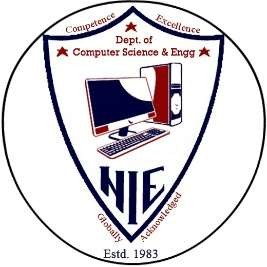 Competence Excellence
Dept. of
Computer Science & Engg
NIE
Globally Acknowledged
Estd. 1983